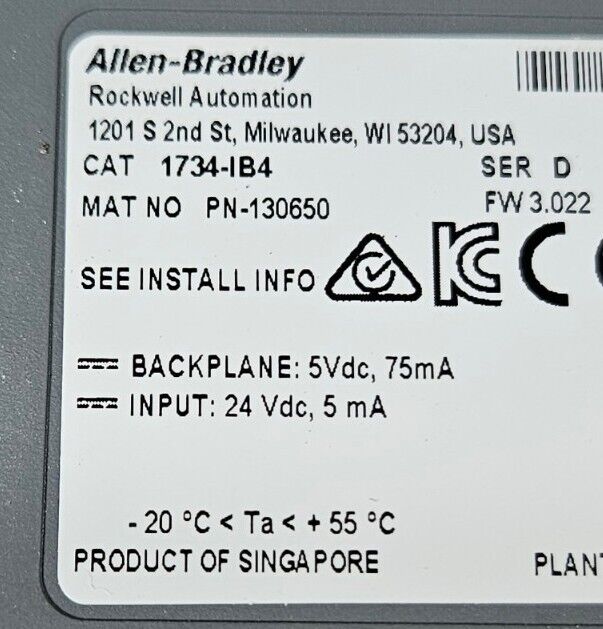 Allen-Bradley
Rockwell Automation
1201 S 2nd St, Milwaukee, WI 53204, USA
CAT 1734-IB4 SER D
MAT NO PN-130650 FW 3.022
SEE INSTALL INFO
BACKPLANE: 5Vdc, 75mA
INPUT: 24 Vdc, 5 mA
- 20 °C < Ta < + 55 °C
PRODUCT OF SINGAPORE PLANT